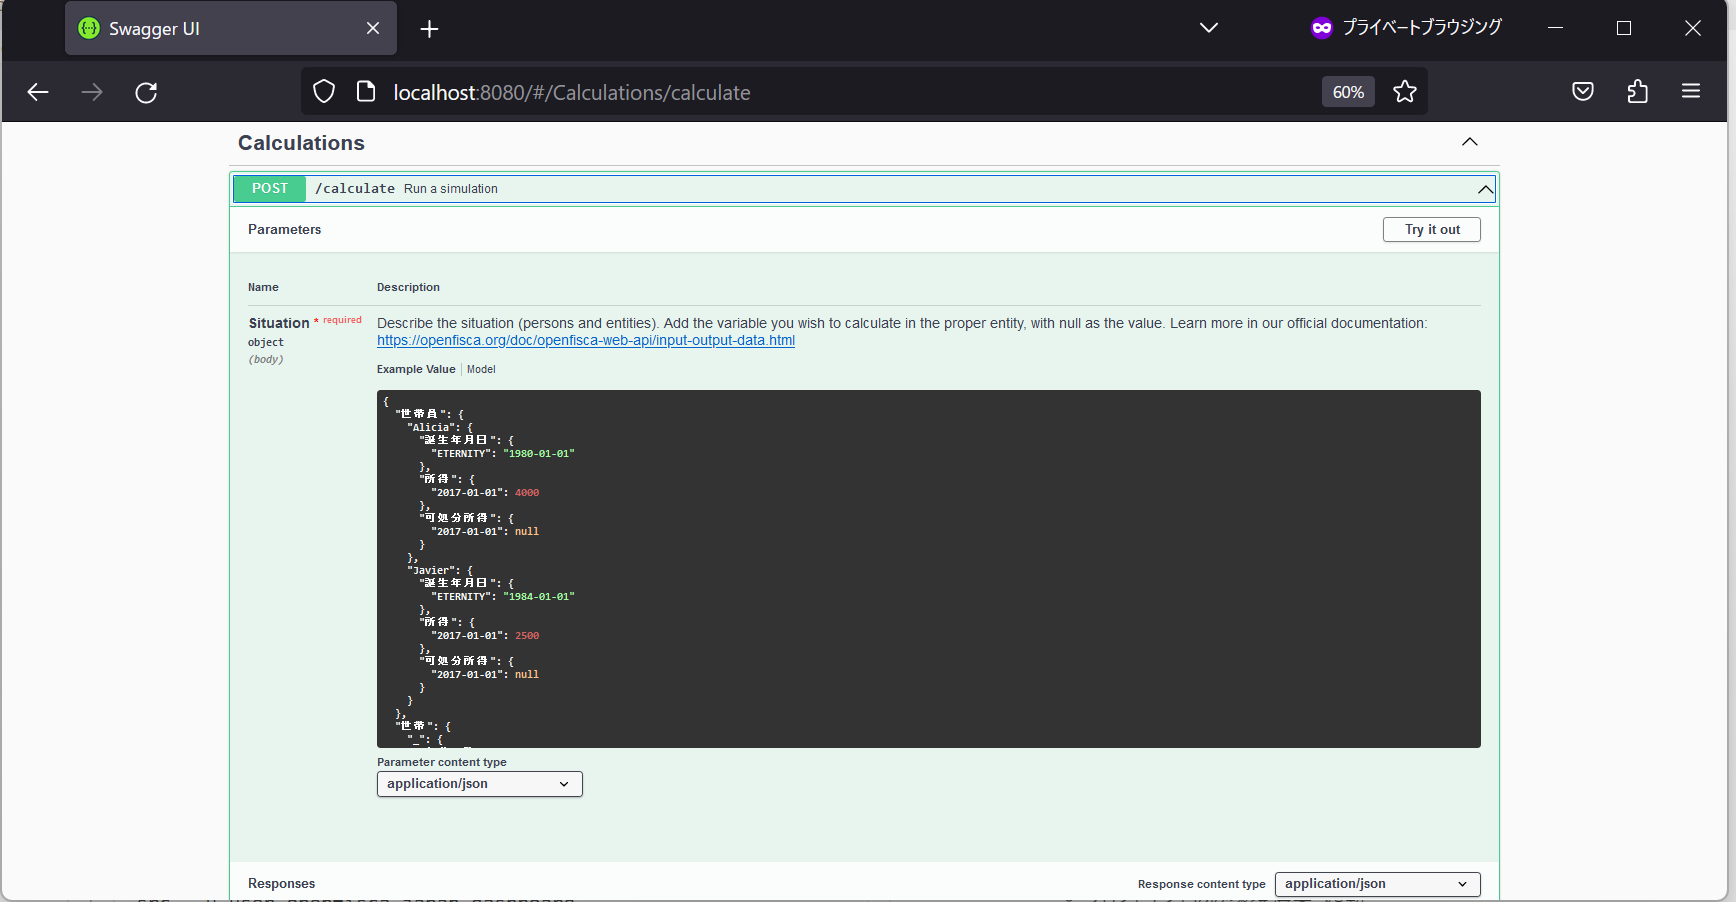 Swagger UI
プライベートブラウジング
localhost:8080/#/Calculations/calculate
60%
Calculations
POST /calculate Run a simulation
Parameters
Try it out
Name Description
Situation * required
object
(body)
Describe the situation (persons and entities). Add the variable you wish to calculate in the proper entity, with null as the value. Learn more in our official documentation:
https://openfisca.org/doc/openfisca-web-api/input-output-data.html
Example Value Model
{
"世帯員": {
"Alicia": {
"誕生年月日": {
"ETERNITY": "1980-01-01"
},
"所得": {
"2017-01-01": 4000
},
"可処分所得": {
"2017-01-01": null
}
},
"Javier": {
"誕生年月日": {
"ETERNITY": "1984-01-01"
},
"所得": {
"2017-01-01": 2500
},
"可処分所得": {
"2017-01-01": null
}
}
},
"世帯": {
"_": {
Parameter content type
application/json
Responses
Response content type application/json